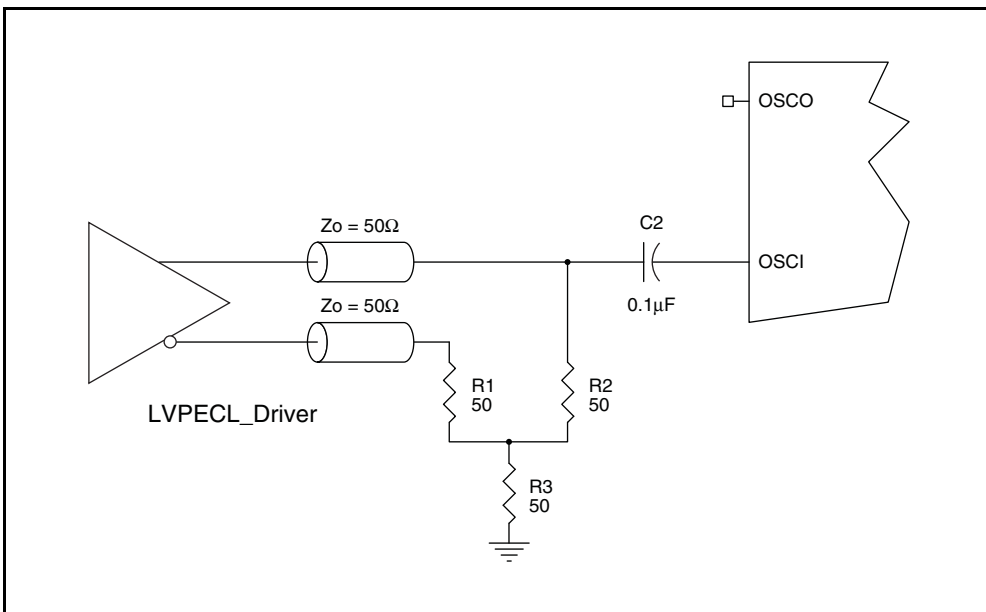 OSCO
Zo = 50Ω
C2
OSCI
0.1μF
Zo = 50Ω
R1
50
R2
50
LVPECL_Driver
R3
50